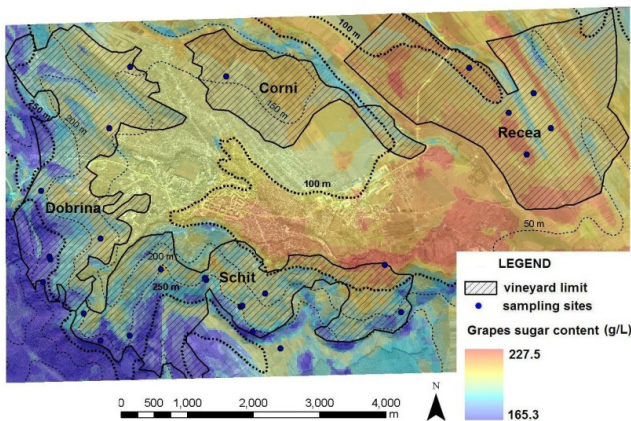 100 m
250 m
200 m
Corni
150 m
Recea
100 m
Dobrina
50 m
200 m
Schit
250 m
LEGEND
vineyard limit
sampling sites
Grapes sugar content (g/L)
227.5
165.3
N
0 500 1,000 2,000 3,000 4,000
m